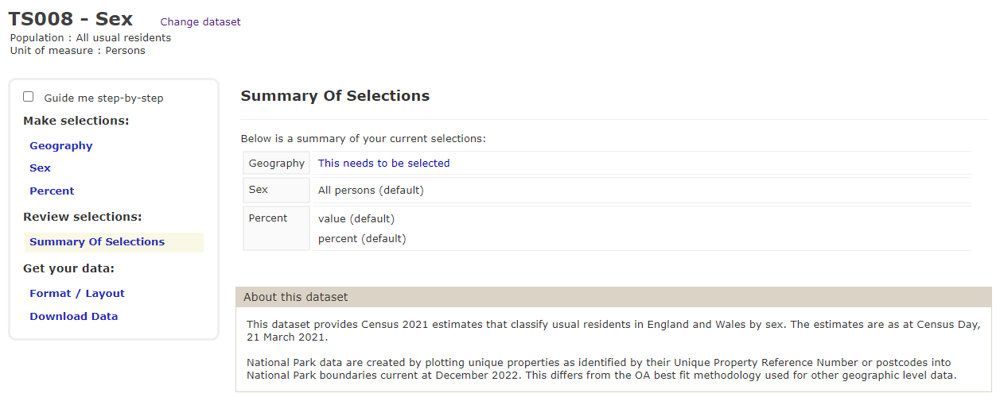 TS008 - Sex Change dataset
Population : All usual residents
Unit of measure : Persons
Guide me step-by-step
Make selections:
Geography
Sex
Percent
Review selections:
Summary Of Selections
Get your data:
Format / Layout
Download Data
Summary Of Selections
Below is a summary of your current selections:
Geography This needs to be selected
Sex All persons (default)
Percent value (default)
percent (default)
About this dataset
This dataset provides Census 2021 estimates that classify usual residents in England and Wales by sex. The estimates are as at Census Day,
21 March 2021.
National Park data are created by plotting unique properties as identified by their Unique Property Reference Number or postcodes into
National Park boundaries current at December 2022. This differs from the OA best fit methodology used for other geographic level data.